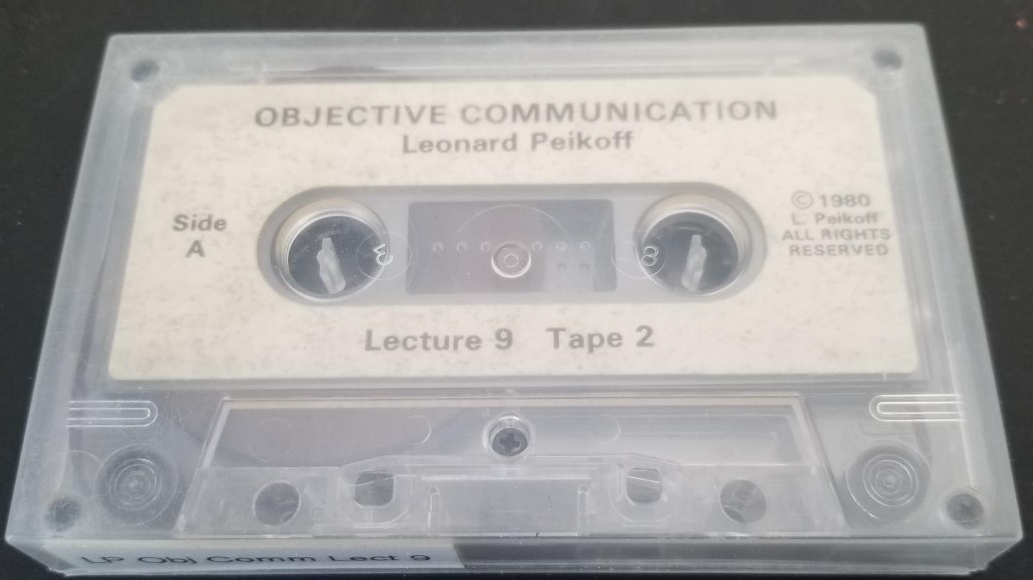 OBJECTIVE COMMUNICATION
Leonard Peikoff
Side
A
© 1980
L. Peikoff
ALL RIGHTS
RESERVED
Lecture 9 Tape 2
LP Obj Comm Lect 9